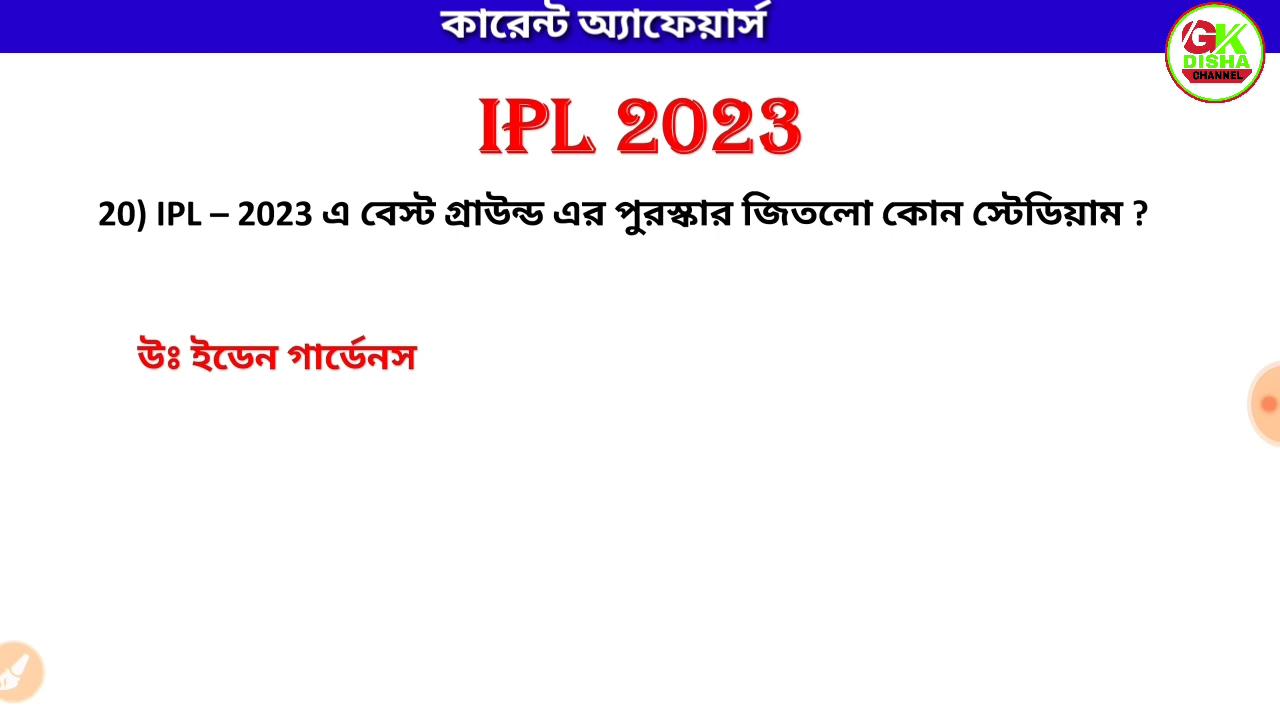 কারেন্ট অ্যাফেয়ার্স
GK
DISHA
CHANNEL
IPL 2023
20) IPL – 2023 এ বেস্ট গ্রাউন্ড এর পুরস্কার জিতলো কোন স্টেডিয়াম ?
উঃ ইডেন গার্ডেনস